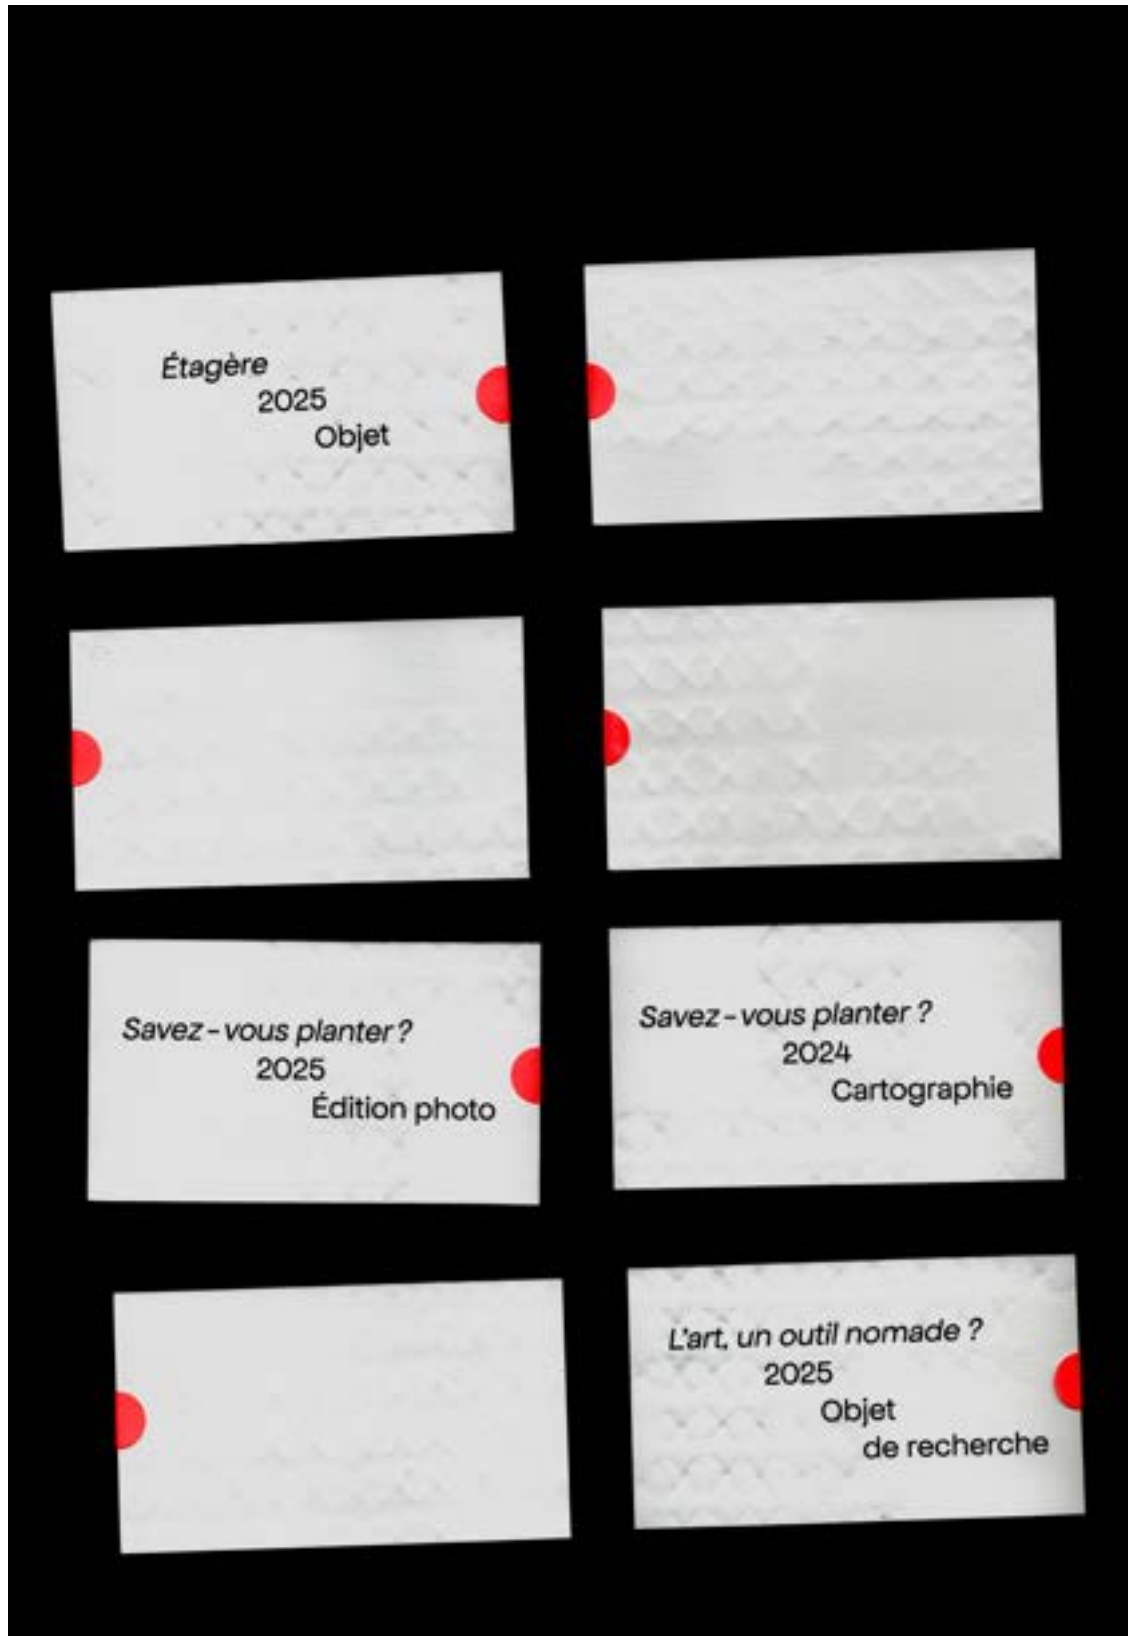 Étagère
2025
Objet
Savez-vous planter ?
2025
Édition photo
Savez-vous planter ?
2024
Cartographie
L'art, un outil nomade ?
2025
Objet
de recherche